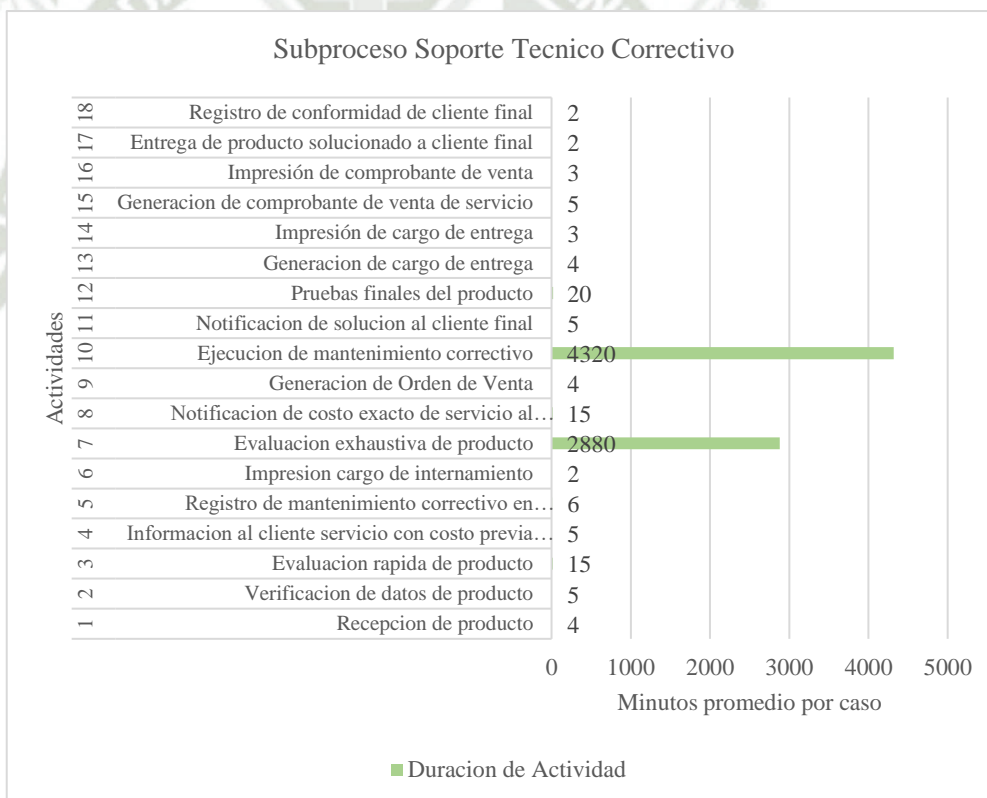 Subproceso Soporte Tecnico Correctivo
18 Registro de conformidad de cliente final 2
17 Entrega de producto solucionado a cliente final 2
16 Impresión de comprobante de venta 3
15 Generacion de comprobante de venta de servicio 5
14 Impresión de cargo de entrega 3
13 Generacion de cargo de entrega 4
12 Pruebas finales del producto 20
11 Notificacion de solucion al cliente final 5
10 Ejecucion de mantenimiento correctivo 4320
9 Generacion de Orden de Venta 4
8 Notificacion de costo exacto de servicio al… 15
7 Evaluacion exhaustiva de producto 2880
6 Impresion cargo de internamiento 2
5 Registro de mantenimiento correctivo en… 6
4 Informacion al cliente servicio con costo previa… 5
3 Evaluacion rapida de producto 15
2 Verificacion de datos de producto 5
1 Recepcion de producto 4
Actividades
0 1000 2000 3000 4000 5000
Minutos promedio por caso
Duracion de Actividad